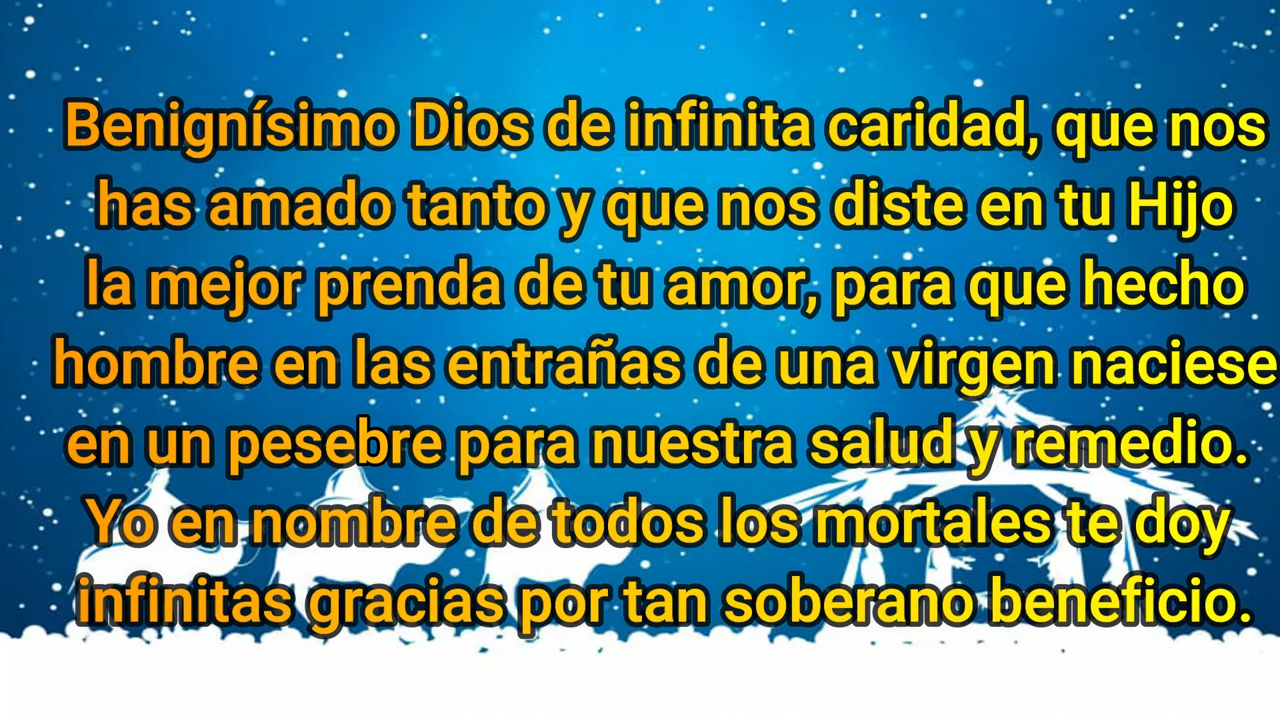 Benignísimo Dios de infinita caridad, que nos
has amado tanto y que nos diste en tu Hijo
la mejor prenda de tu amor, para que hecho
hombre en las entrañas de una virgen naciese
en un pesebre para nuestra salud y remedio.
Yo en nombre de todos los mortales te doy
infinitas gracias por tan soberano beneficio.